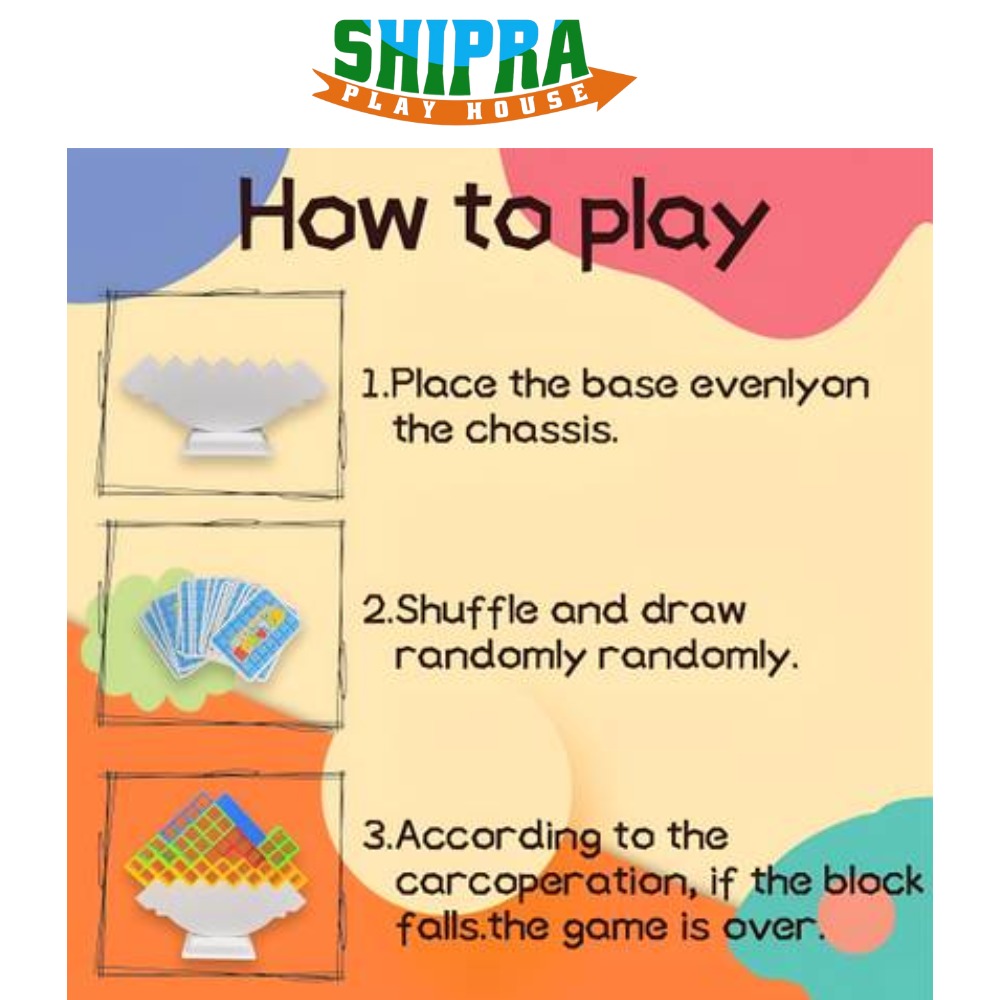 SHIPRA
PLAY HOUSE
How to play
1.Place the base evenlyon
the chassis.
2.Shuffle and draw
randomly randomly.
3.According to the
carcoperation, if the block
falls.the game is over.